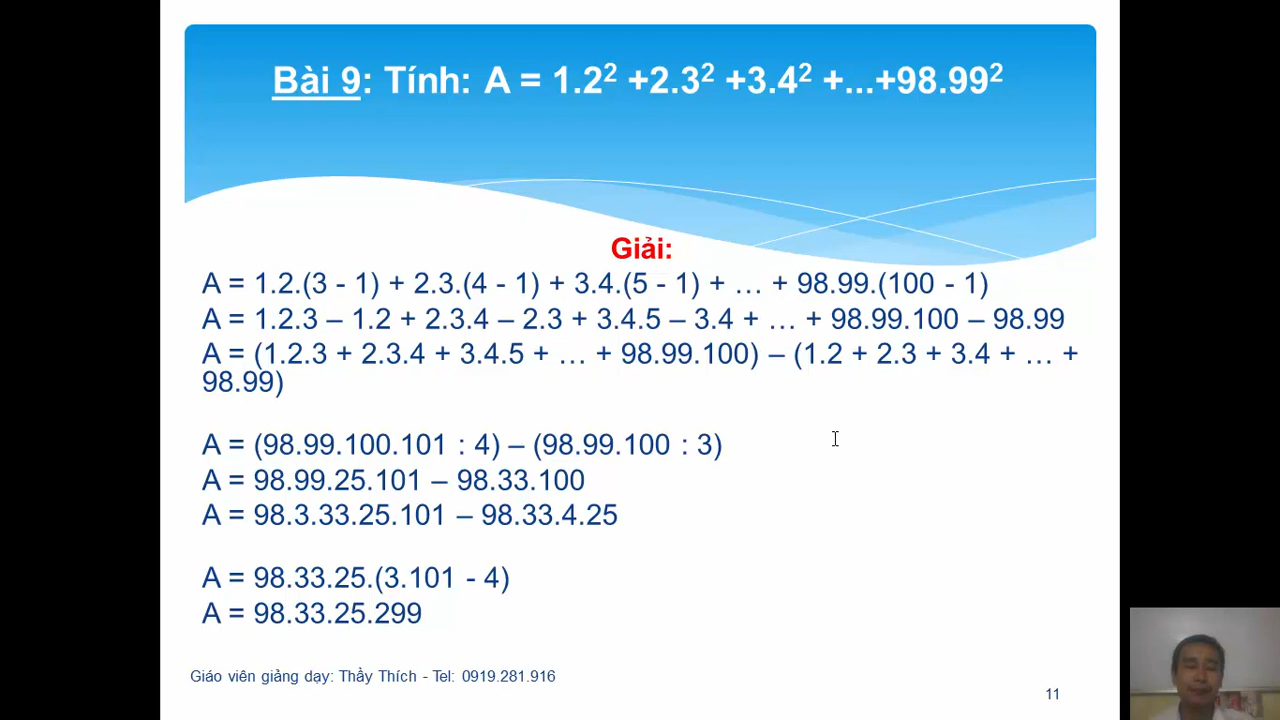 Bài 9: Tính: A = 1.2² +2.3² +3.4² +...+98.99²
Giải:
A = 1.2.(3 - 1) + 2.3.(4 - 1) + 3.4.(5 - 1) + … + 98.99.(100 - 1)
A = 1.2.3 – 1.2 + 2.3.4 – 2.3 + 3.4.5 – 3.4 + … + 98.99.100 – 98.99
A = (1.2.3 + 2.3.4 + 3.4.5 + … + 98.99.100) – (1.2 + 2.3 + 3.4 + … +
98.99)
A = (98.99.100.101 : 4) – (98.99.100 : 3)
A = 98.99.25.101 – 98.33.100
A = 98.3.33.25.101 – 98.33.4.25
A = 98.33.25.(3.101 - 4)
A = 98.33.25.299
Giáo viên giảng dạy: Thầy Thích - Tel: 0919.281.916
11